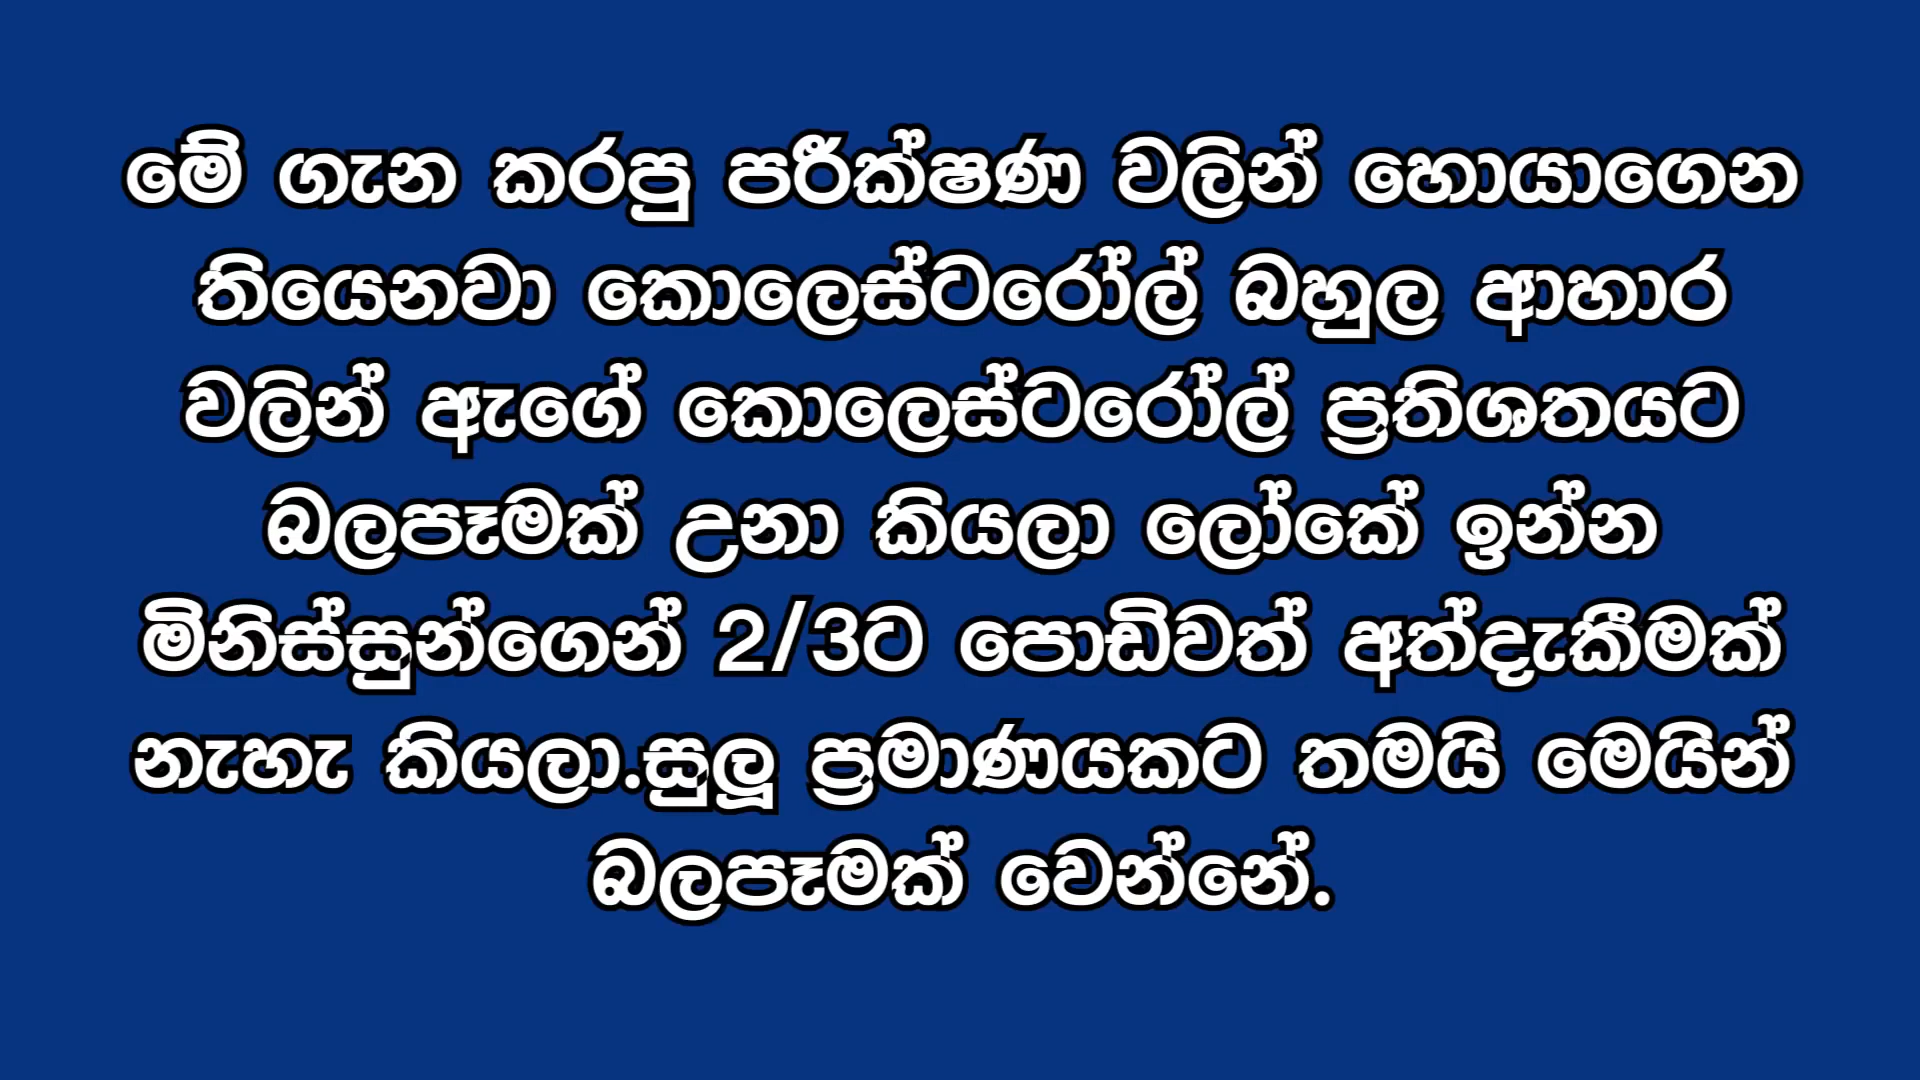 මේ ගැන කරපු පරීක්ෂණ වලින් හොයාගෙන
තියෙනවා කොලෙස්ටරෝල් බහුල ආහාර
වලින් ඇගේ කොලෙස්ටරෝල් ප්‍රතිශතයට
බලපෑමක් උනා කියලා ලෝකේ ඉන්න
මිනිස්සුන්ගෙන් 2/3ට පොඩිවත් අත්දැකීමක්
නැහැ කියලා.සුලූ ප්‍රමාණයකට තමයි මෙයින්
බලපෑමක් වෙන්නේ.